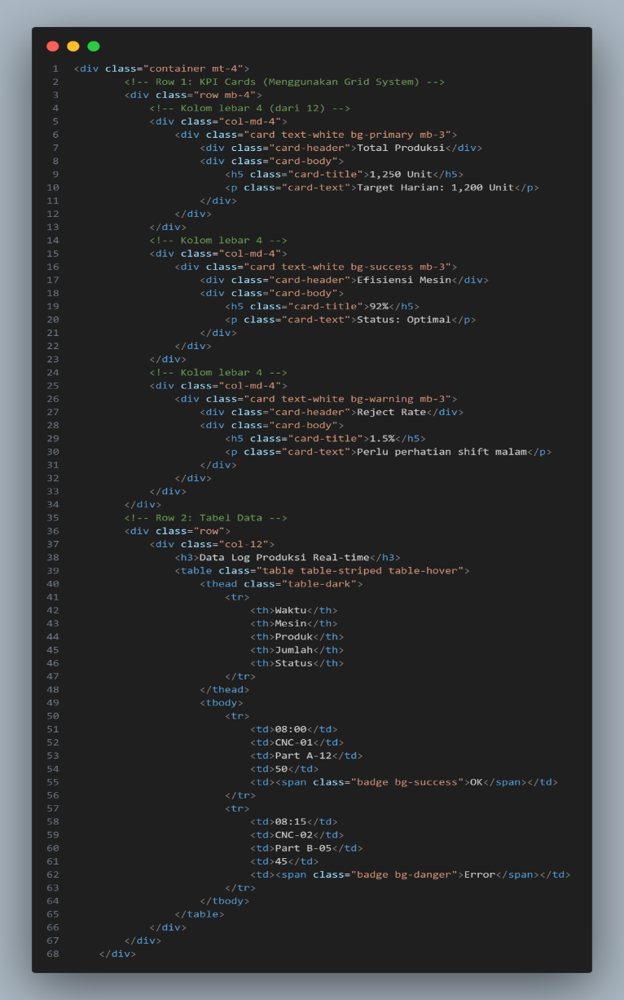 1 <div class="container mt-4">
2 <!-- Row 1: KPI Cards (Menggunakan Grid System) -->
3 <div class="row mb-4">
4 <!-- Kolom lebar 4 (dari 12) -->
5 <div class="col-md-4">
6 <div class="card text-white bg-primary mb-3">
7 <div class="card-header">Total Produksi</div>
8 <div class="card-body">
9 <h5 class="card-title">1,250 Unit</h5>
10 <p class="card-text">Target Harian: 1,200 Unit</p>
11 </div>
12 </div>
13 </div>
14 <!-- Kolom lebar 4 -->
15 <div class="col-md-4">
16 <div class="card text-white bg-success mb-3">
17 <div class="card-header">Efisiensi Mesin</div>
18 <div class="card-body">
19 <h5 class="card-title">92%</h5>
20 <p class="card-text">Status: Optimal</p>
21 </div>
22 </div>
23 </div>
24 <!-- Kolom lebar 4 -->
25 <div class="col-md-4">
26 <div class="card text-white bg-warning mb-3">
27 <div class="card-header">Reject Rate</div>
28 <div class="card-body">
29 <h5 class="card-title">1.5%</h5>
30 <p class="card-text">Perlu perhatian shift malam</p>
31 </div>
32 </div>
33 </div>
34 </div>
35 <!-- Row 2: Tabel Data -->
36 <div class="row">
37 <div class="col-12">
38 <h3>Data Log Produksi Real-time</h3>
39 <table class="table table-striped table-hover">
40 <thead class="table-dark">
41 <tr>
42 <th>Waktu</th>
43 <th>Mesin</th>
44 <th>Produk</th>
45 <th>Jumlah</th>
46 <th>Status</th>
47 </tr>
48 </thead>
49 <tbody>
50 <tr>
51 <td>08:00</td>
52 <td>CNC-01</td>
53 <td>Part A-12</td>
54 <td>50</td>
55 <td><span class="badge bg-success">OK</span></td>
56 </tr>
57 <tr>
58 <td>08:15</td>
59 <td>CNC-02</td>
60 <td>Part B-05</td>
61 <td>45</td>
62 <td><span class="badge bg-danger">Error</span></td>
63 </tr>
64 </tbody>
65 </table>
66 </div>
67 </div>
68 </div>